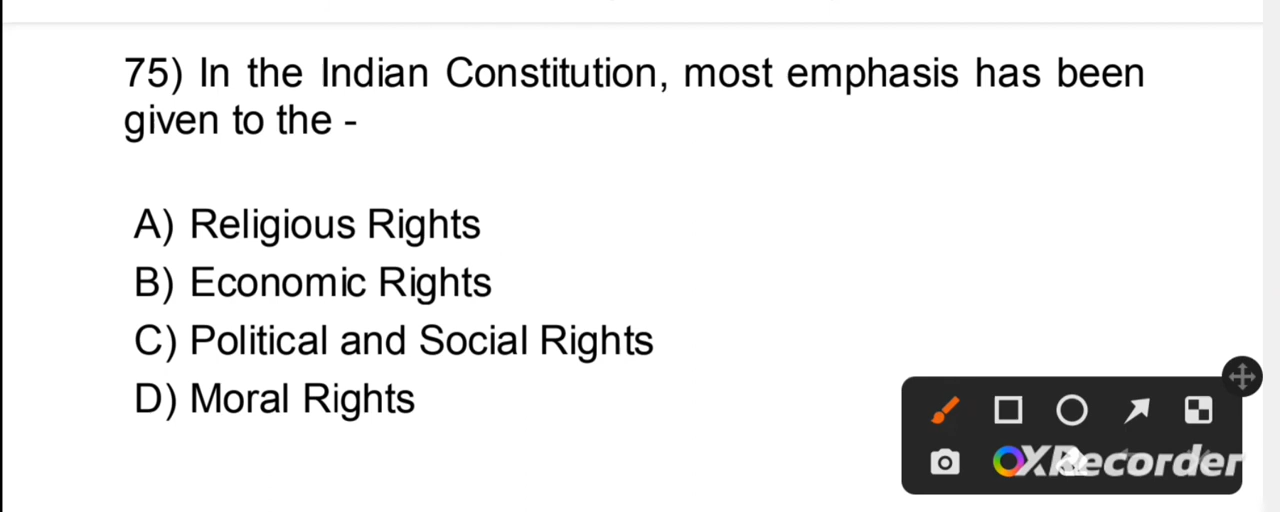 75) In the Indian Constitution, most emphasis has been
given to the -
A) Religious Rights
B) Economic Rights
C) Political and Social Rights
D) Moral Rights
XRecorder